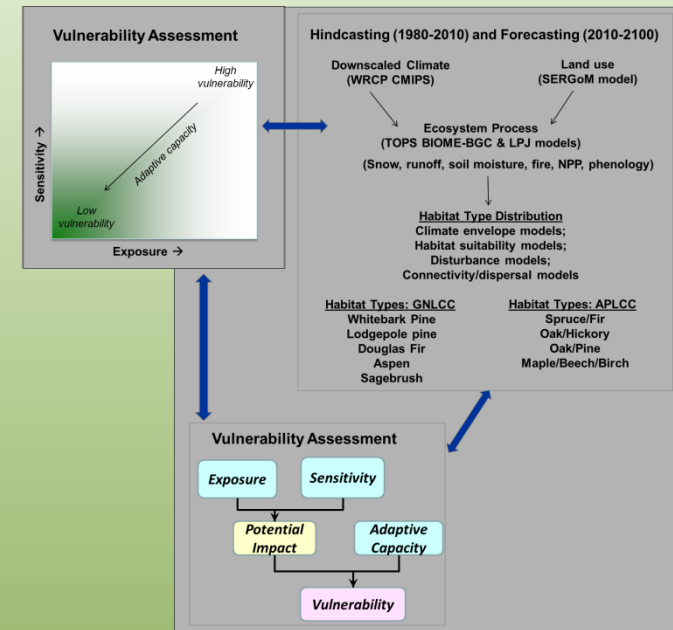 Vulnerability Assessment
High
vulnerability
Adaptive capacity
Low
vulnerability
Sensitivity →
Exposure →
Hindcasting (1980-2010) and Forecasting (2010-2100)
Downscaled Climate
(WRCP CMIPS)
Land use
(SERGoM model)
Ecosystem Process
(TOPS BIOME-BGC & LPJ models)
(Snow, runoff, soil moisture, fire, NPP, phenology)
Habitat Type Distribution
Climate envelope models;
Habitat suitability models;
Disturbance models;
Connectivity/dispersal models
Habitat Types: GNLCC
Whitebark Pine
Lodgepole pine
Douglas Fir
Aspen
Sagebrush
Habitat Types: APLCC
Spruce/Fir
Oak/Hickory
Oak/Pine
Maple/Beech/Birch
Vulnerability Assessment
Exposure
Sensitivity
Potential
Impact
Adaptive
Capacity
Vulnerability